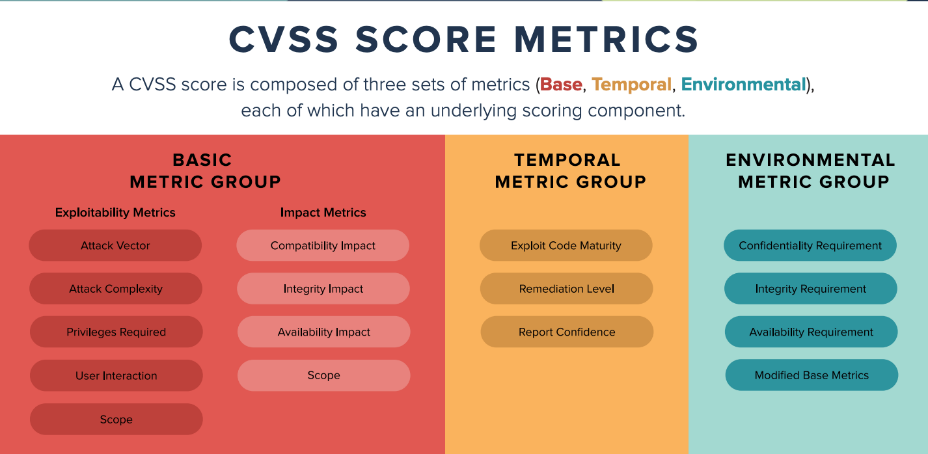 CVSS SCORE METRICS
A CVSS score is composed of three sets of metrics (Base, Temporal, Environmental),
each of which have an underlying scoring component.
BASIC
METRIC GROUP
Exploitability Metrics
Attack Vector
Attack Complexity
Privileges Required
User Interaction
Scope
Impact Metrics
Compatibility Impact
Integrity Impact
Availability Impact
Scope
TEMPORAL
METRIC GROUP
Exploit Code Maturity
Remediation Level
Report Confidence
ENVIRONMENTAL
METRIC GROUP
Confidentiality Requirement
Integrity Requirement
Availability Requirement
Modified Base Metrics